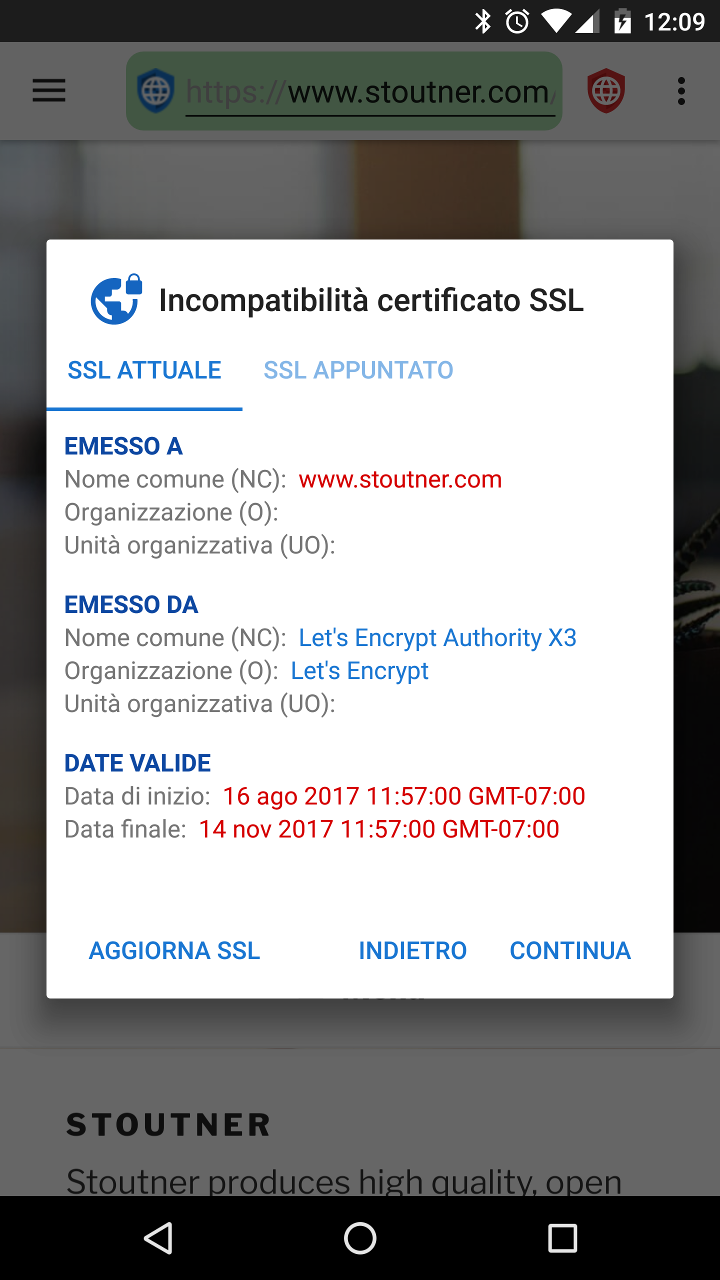 12:09
https://www.stoutner.com/
Incompatibilità certificato SSL
SSL ATTUALE SSL APPUNTATO
EMESSO A
Nome comune (NC): www.stoutner.com
Organizzazione (O):
Unità organizzativa (UO):
EMESSO DA
Nome comune (NC): Let's Encrypt Authority X3
Organizzazione (O): Let's Encrypt
Unità organizzativa (UO):
DATE VALIDE
Data di inizio: 16 ago 2017 11:57:00 GMT-07:00
Data finale: 14 nov 2017 11:57:00 GMT-07:00
AGGIORNA SSL INDIETRO CONTINUA
STOUTNER
Stoutner produces high quality, open